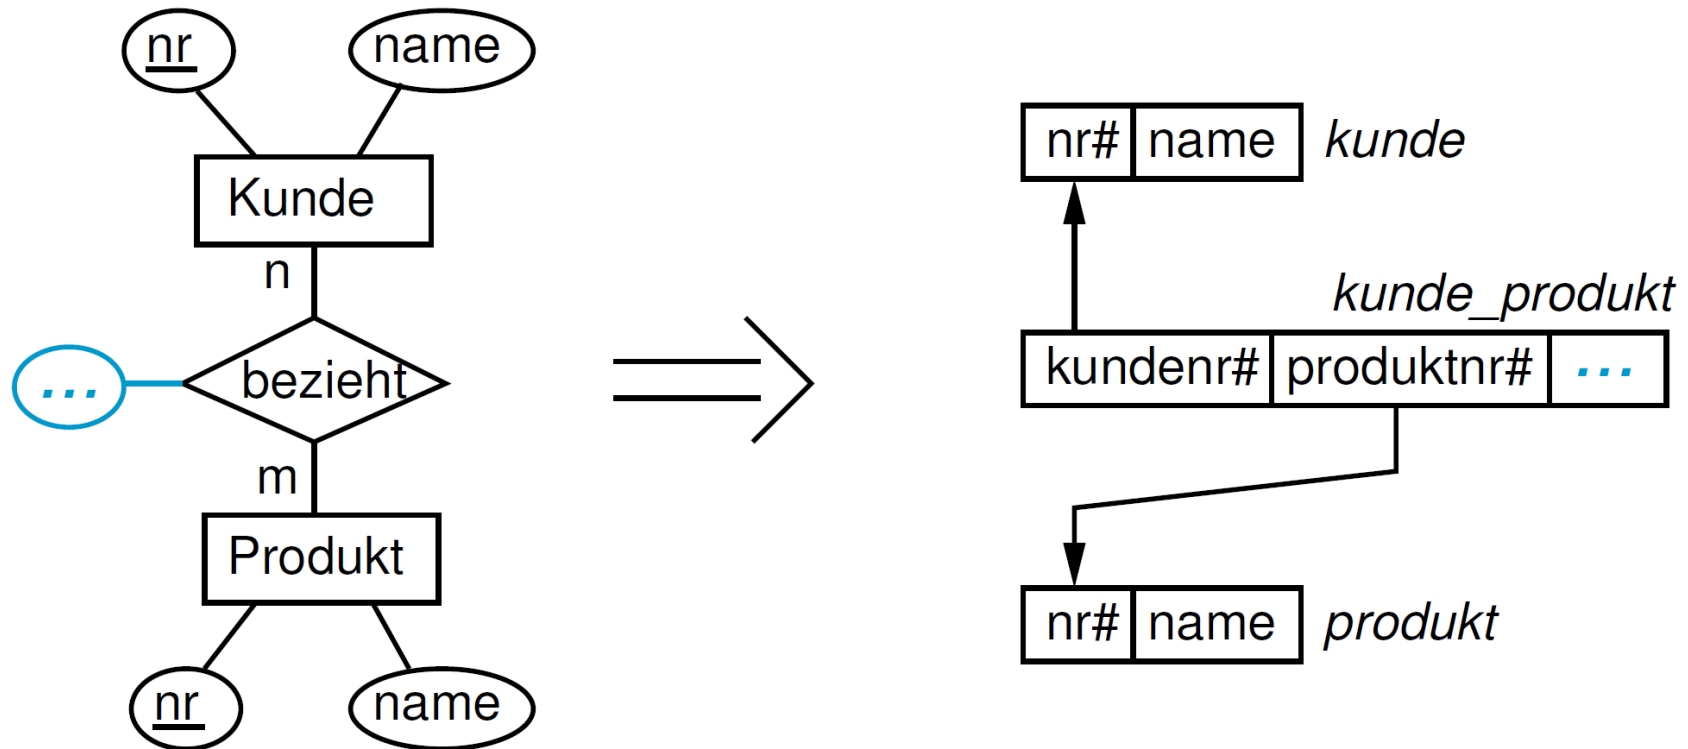 nr
name
Kunde
n
...
bezieht
m
Produkt
nr
name
nr# name kunde
kunde_produkt
kundenr# produktnr# ...
nr# name produkt